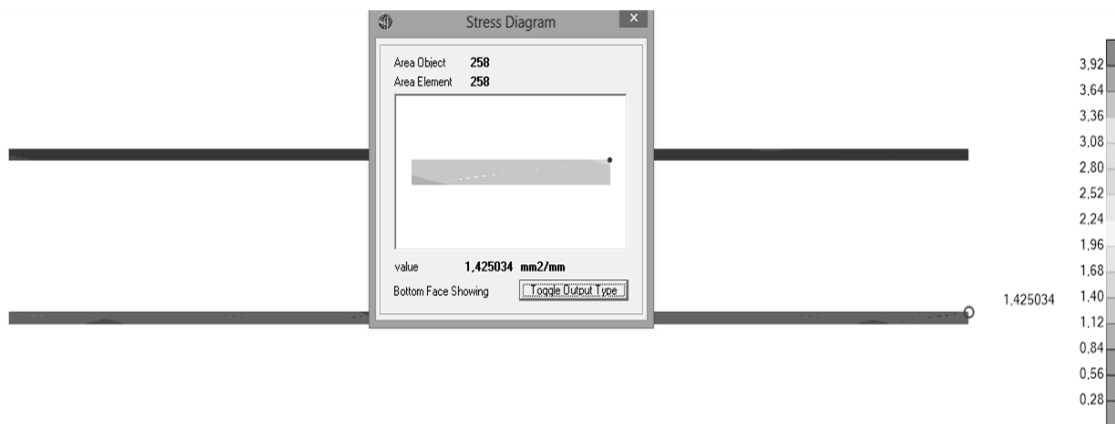 Stress Diagram
x
Area Object 258
Area Element 258
value 1,425034 mm2/mm
Bottom Face Showing Toggle Output Type
1,425034
3,92
3,64
3,36
3,08
2,80
2,52
2,24
1,96
1,68
1,40
1,12
0,84
0,56
0,28